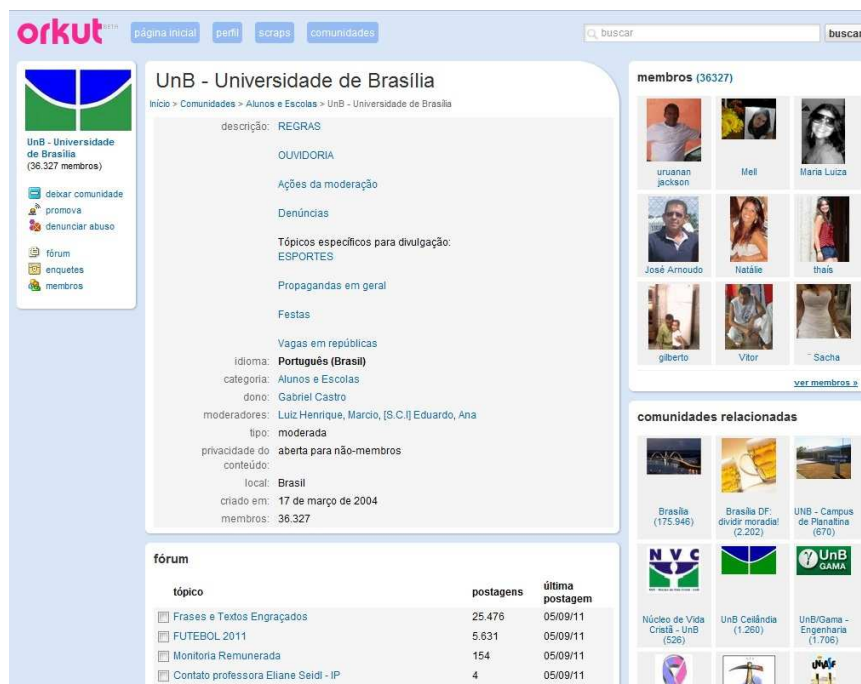 orkut BETA
página inicial
perfil
scraps
comunidades
buscar
buscar
UnB - Universidade
de Brasília
(36.327 membros)
deixar comunidade
promova
denunciar abuso
fórum
enquetes
membros
UnB - Universidade de Brasília
Início > Comunidades > Alunos e Escolas > UnB - Universidade de Brasília
descrição: REGRAS
OUVIDORIA
Ações da moderação
Denúncias
Tópicos específicos para divulgação:
ESPORTES
Propagandas em geral
Festas
Vagas em repúblicas
idioma: Português (Brasil)
categoria: Alunos e Escolas
dono: Gabriel Castro
moderadores: Luiz Henrique, Marcio, [S.C.I] Eduardo, Ana
tipo: moderada
privacidade do conteúdo: aberta para não-membros
local: Brasil
criado em: 17 de março de 2004
membros: 36.327
fórum
tópico postagens última postagem
Frases e Textos Engraçados 25.476 05/09/11
FUTEBOL 2011 5.631 05/09/11
Monitoria Remunerada 154 05/09/11
Contato professora Eliane Seidl - IP 4 05/09/11
membros (36327)
uruanan jackson
Mell
Maria Luiza
José Arnoudo
Natálie
thaís
gilberto
Vitor
Sacha
ver membros »
comunidades relacionadas
Brasília (175.946)
Brasília DF: dividir moradia! (2.202)
UNB - Campus de Planaltina (670)
NVC
UnB GAMA
Núcleo de Vida Cristã - UnB (526)
UnB Ceilândia (1.260)
UnB/Gama - Engenharia (1.706)